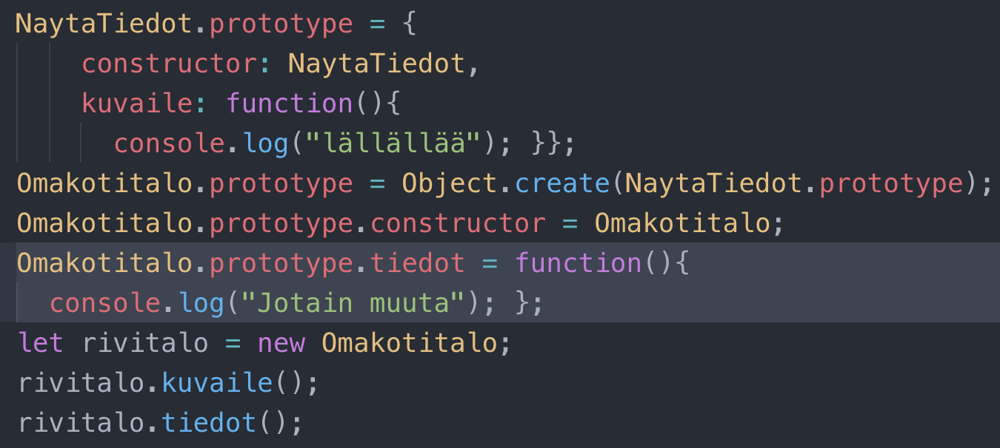 NaytaTiedot.prototype = {
constructor: NaytaTiedot,
kuvaile: function(){
console.log("lällällää"); }};
Omakotitalo.prototype = Object.create(NaytaTiedot.prototype);
Omakotitalo.prototype.constructor = Omakotitalo;
Omakotitalo.prototype.tiedot = function(){
console.log("Jotain muuta"); };
let rivitalo = new Omakotitalo;
rivitalo.kuvaile();
rivitalo.tiedot();